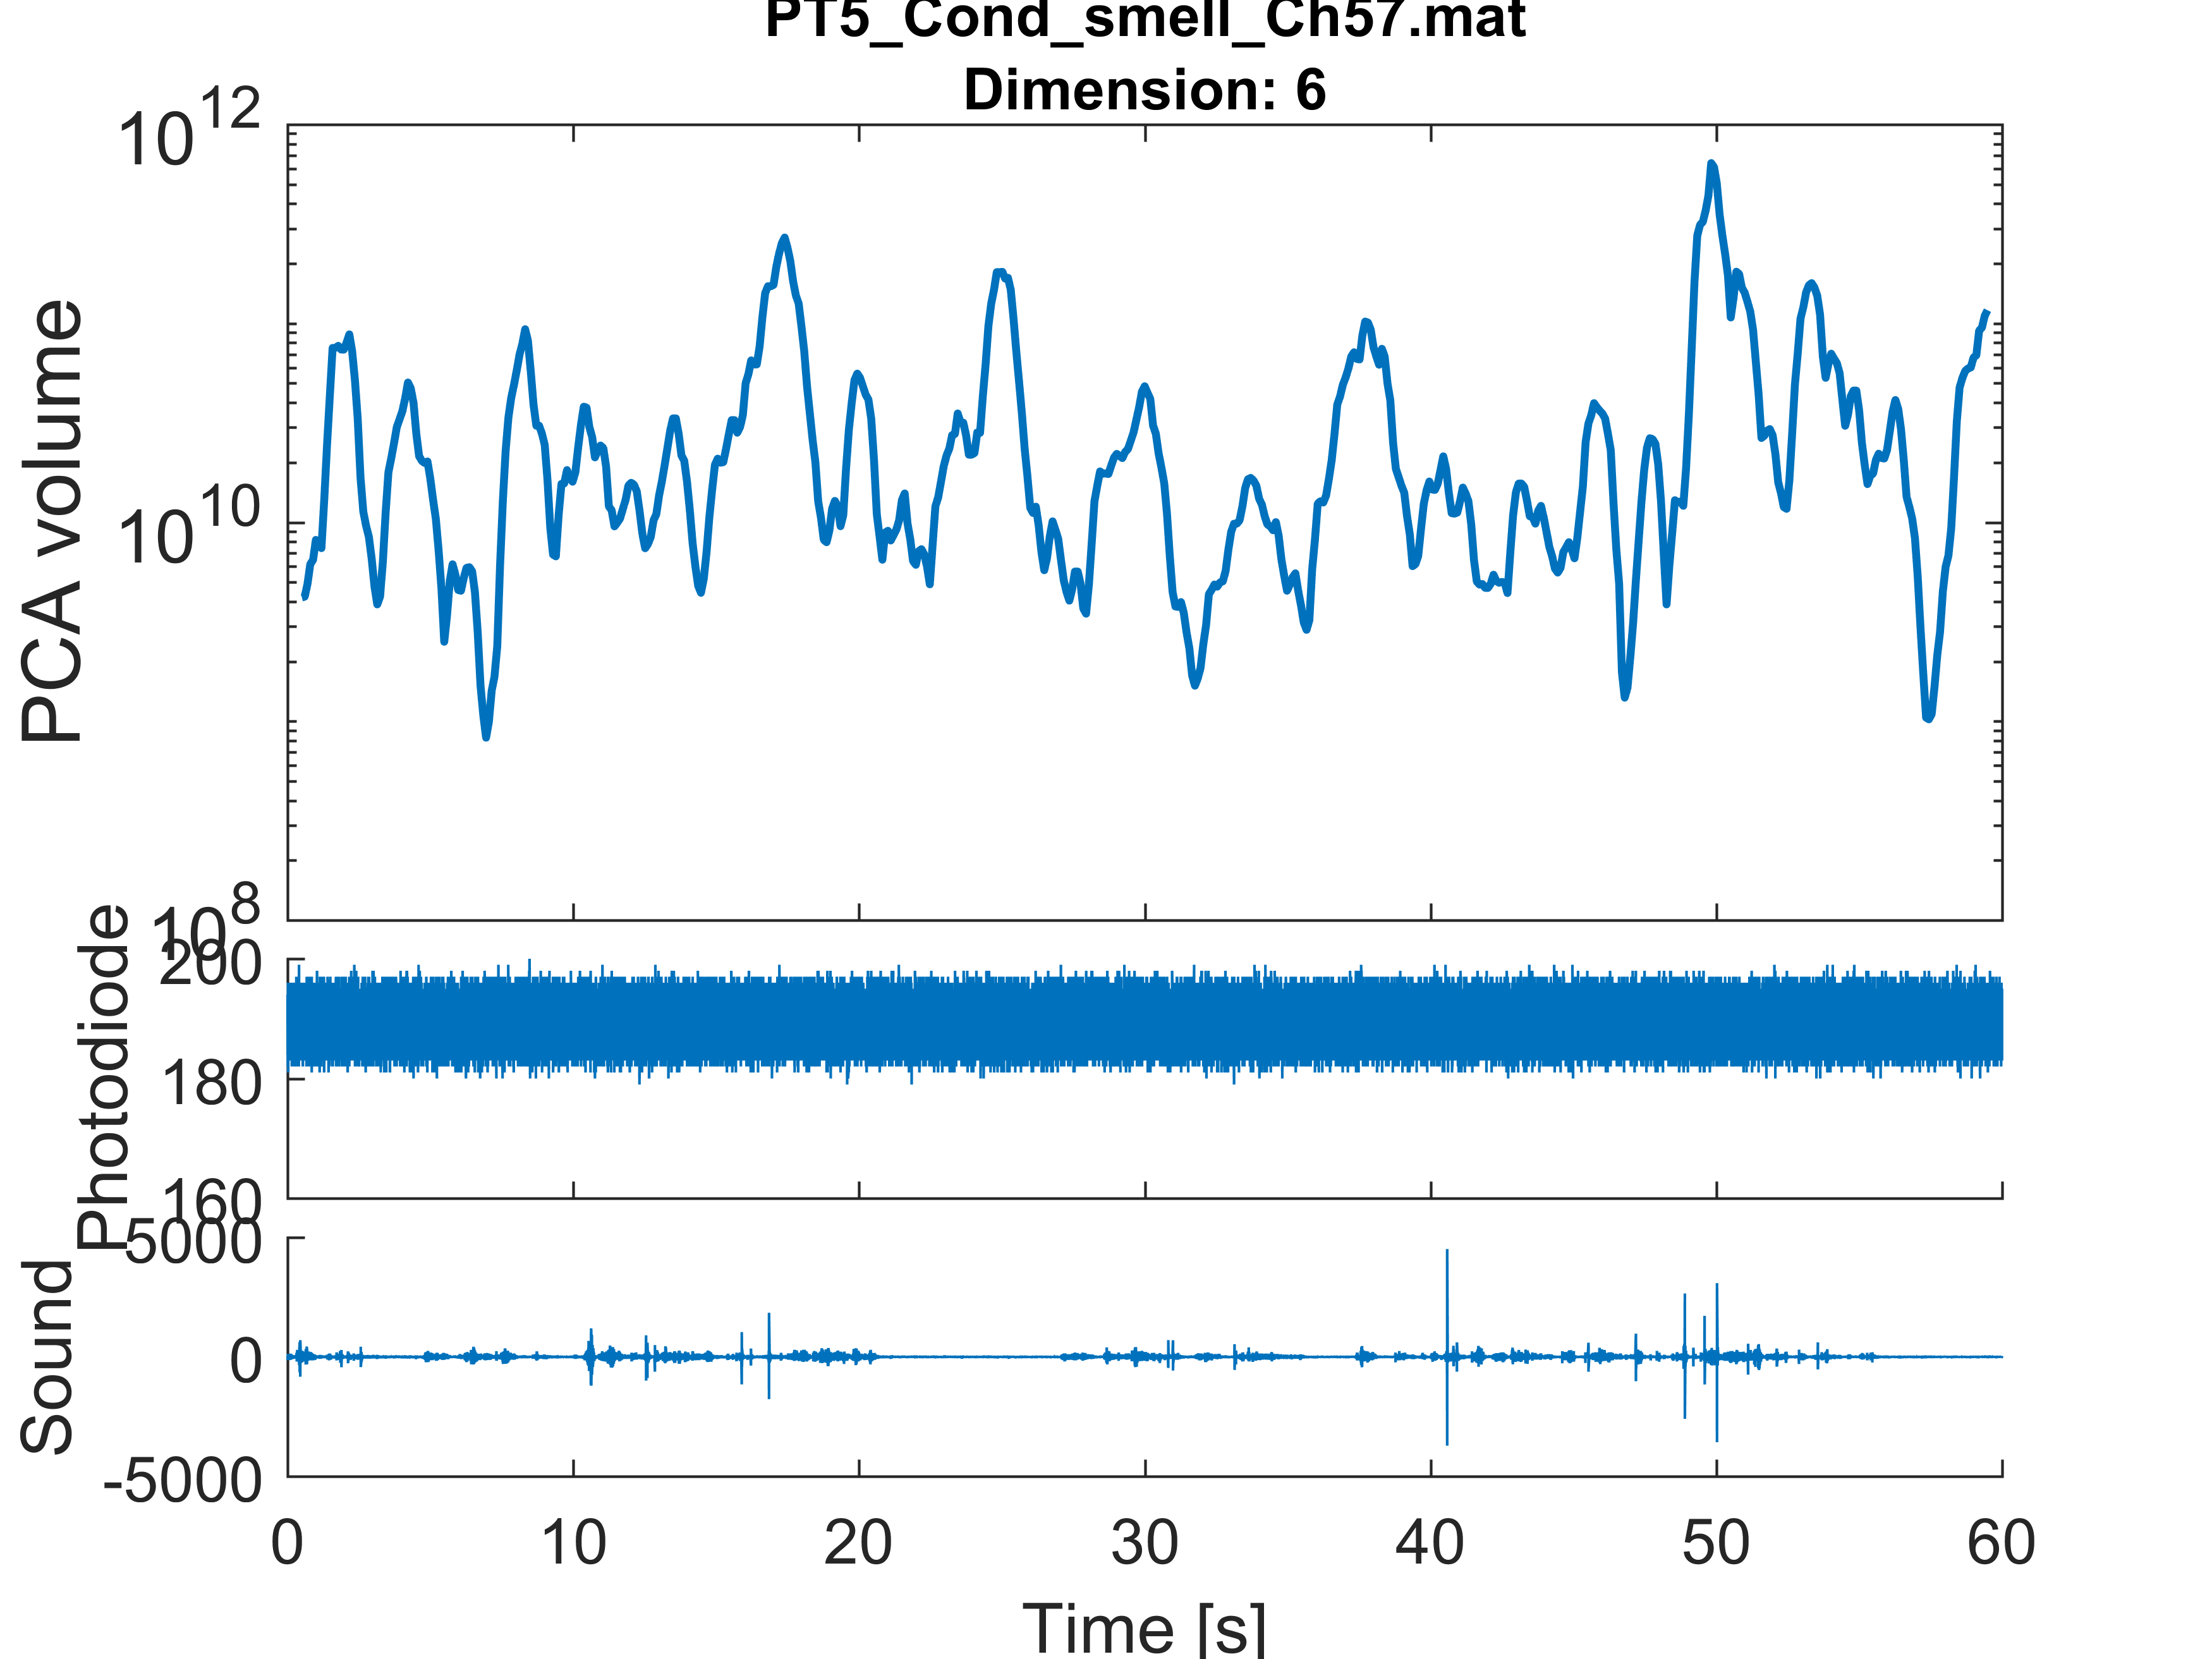 PT5_Cond_smell_Ch57.mat
Dimension: 6
PCA volume
10^12
10^10
10^8
Photodiode
200
180
160
Sound
5000
0
-5000
0 10 20 30 40 50 60
Time [s]